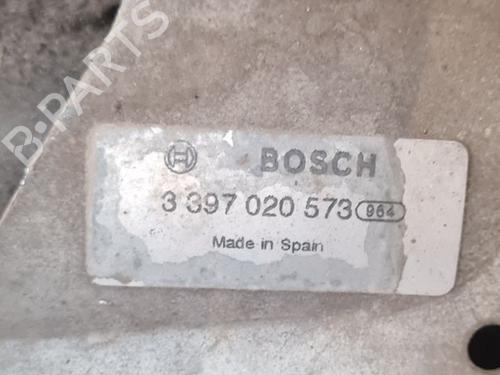 B-PARTS
BOSCH
3 397 020 573 964
Made in Spain